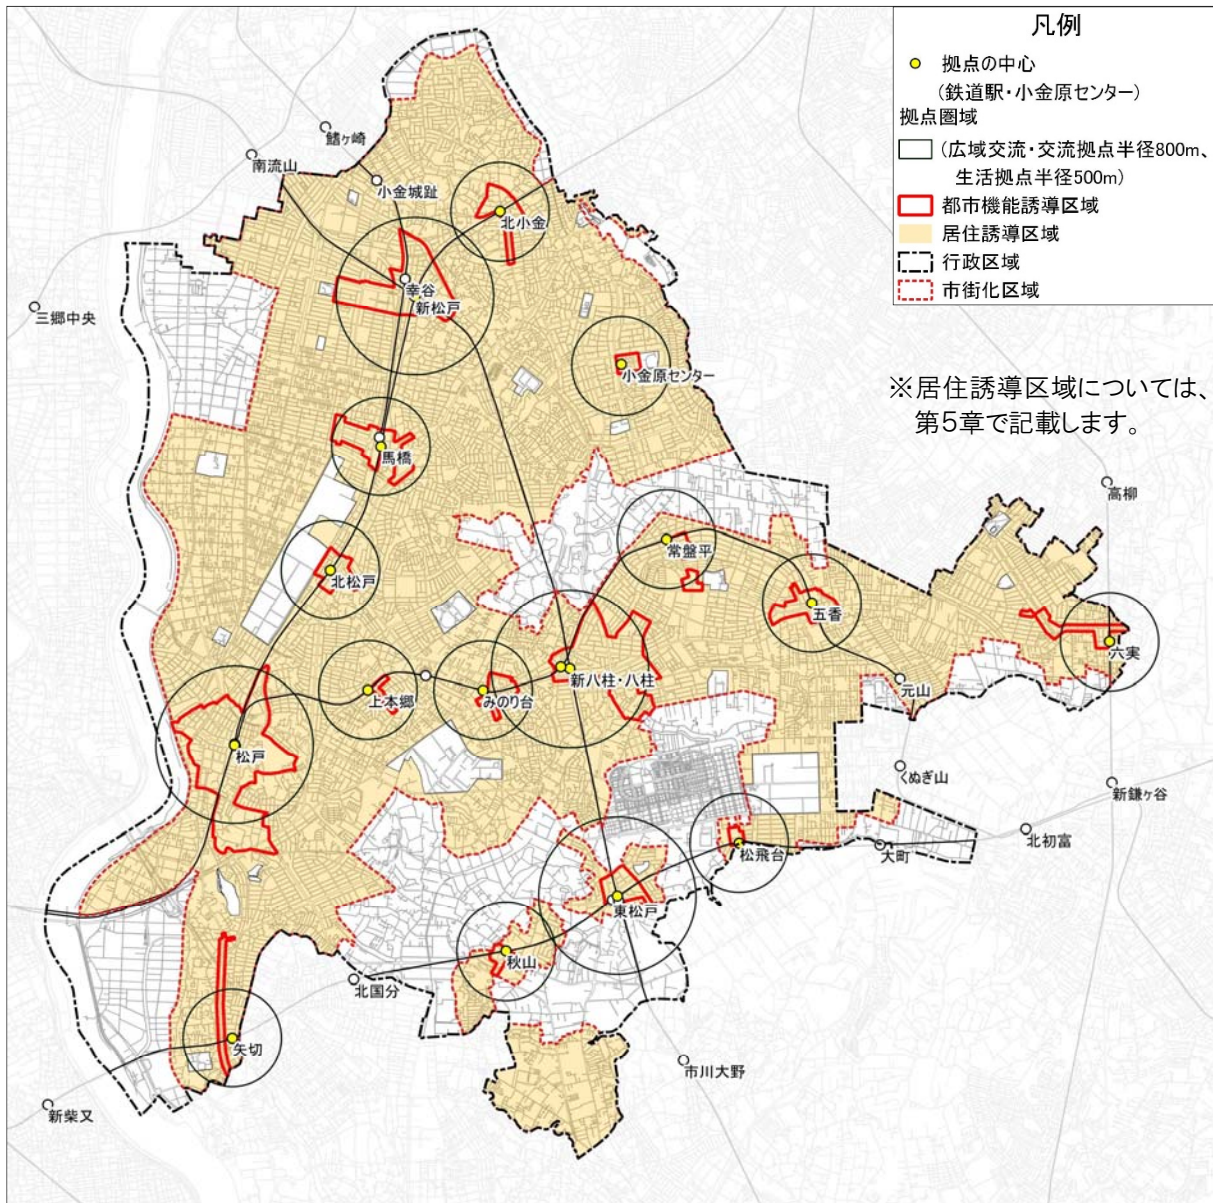 凡例
拠点の中心
(鉄道駅・小金原センター)
拠点圏域
(広域交流・交流拠点半径800m、
生活拠点半径500m)
都市機能誘導区域
居住誘導区域
行政区域
市街化区域
鰭ヶ崎
南流山
小金城趾
北小金
幸谷
新松戸
三郷中央
小金原センター
※居住誘導区域については、
第5章で記載します。
馬橋
高柳
常盤平
北松戸
五香
六実
新八柱・八柱
元山
上本郷
みのり台
松戸
くぬぎ山
新鎌ヶ谷
北初富
松飛台
大町
東松戸
秋山
北国分
矢切
市川大野
新柴又